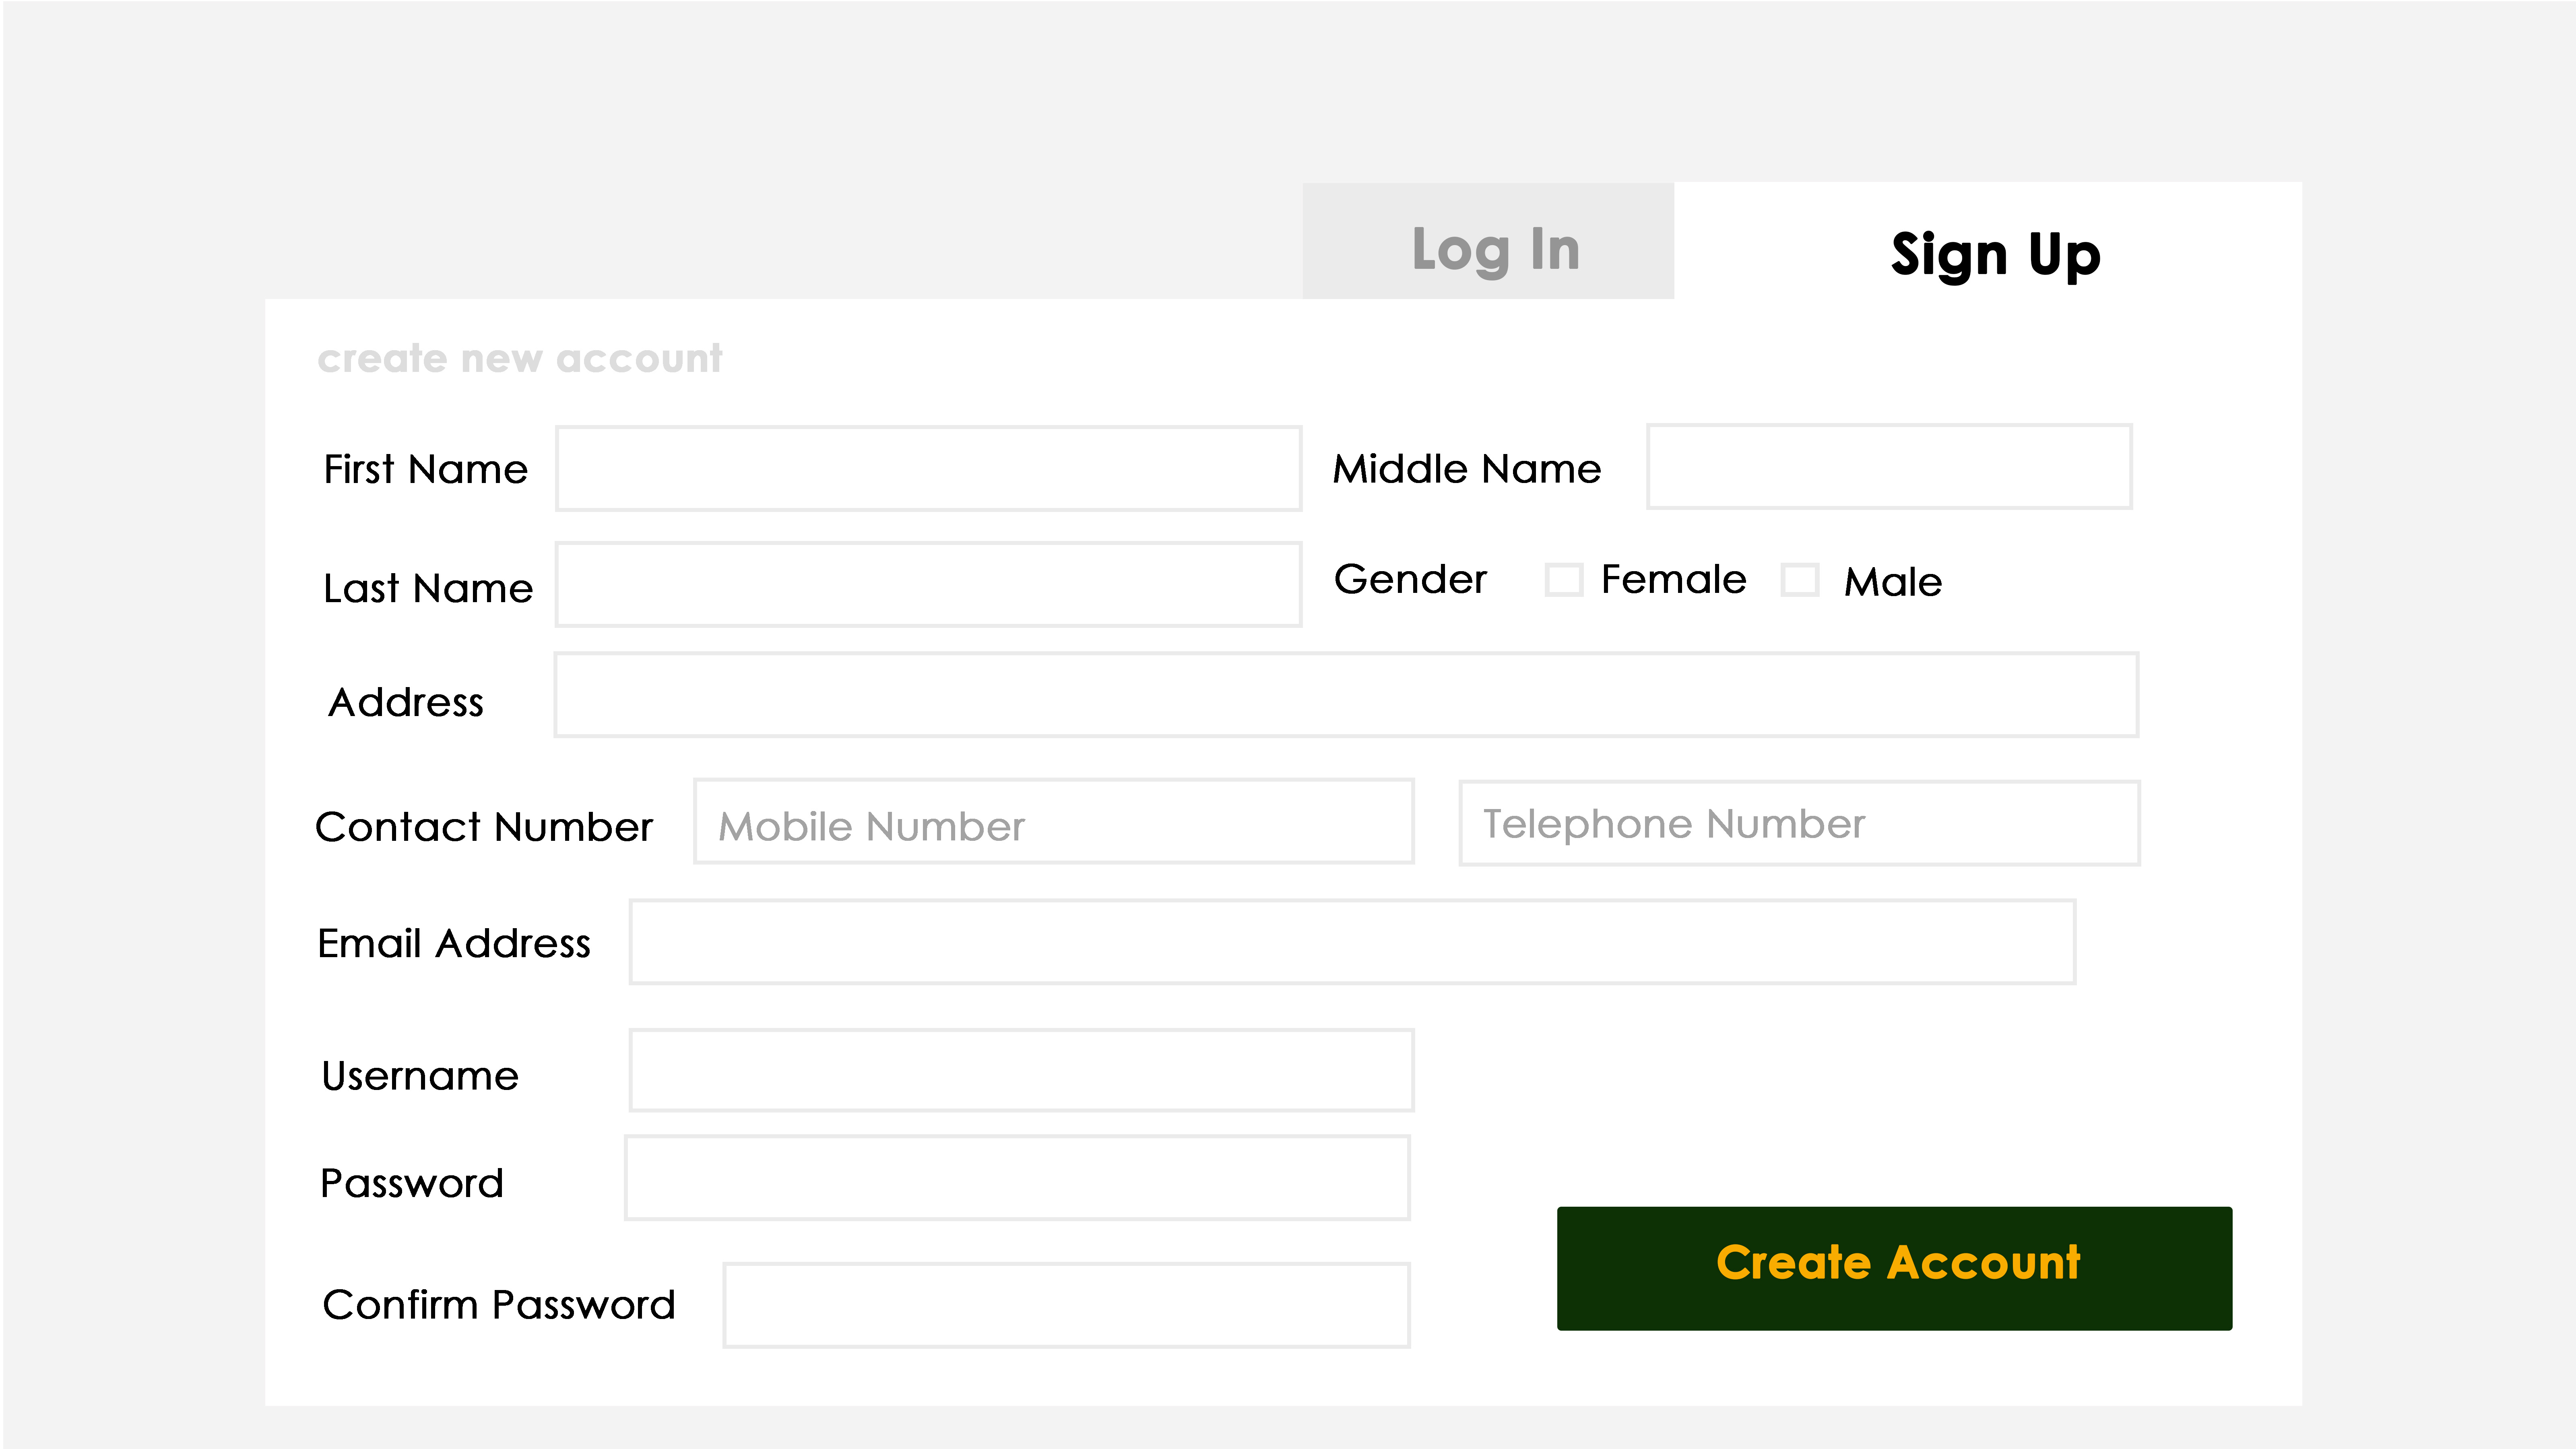 Log In
Sign Up
create new account
First Name
Middle Name
Last Name
Gender
Female
Male
Address
Contact Number
Mobile Number
Telephone Number
Email Address
Username
Password
Confirm Password
Create Account